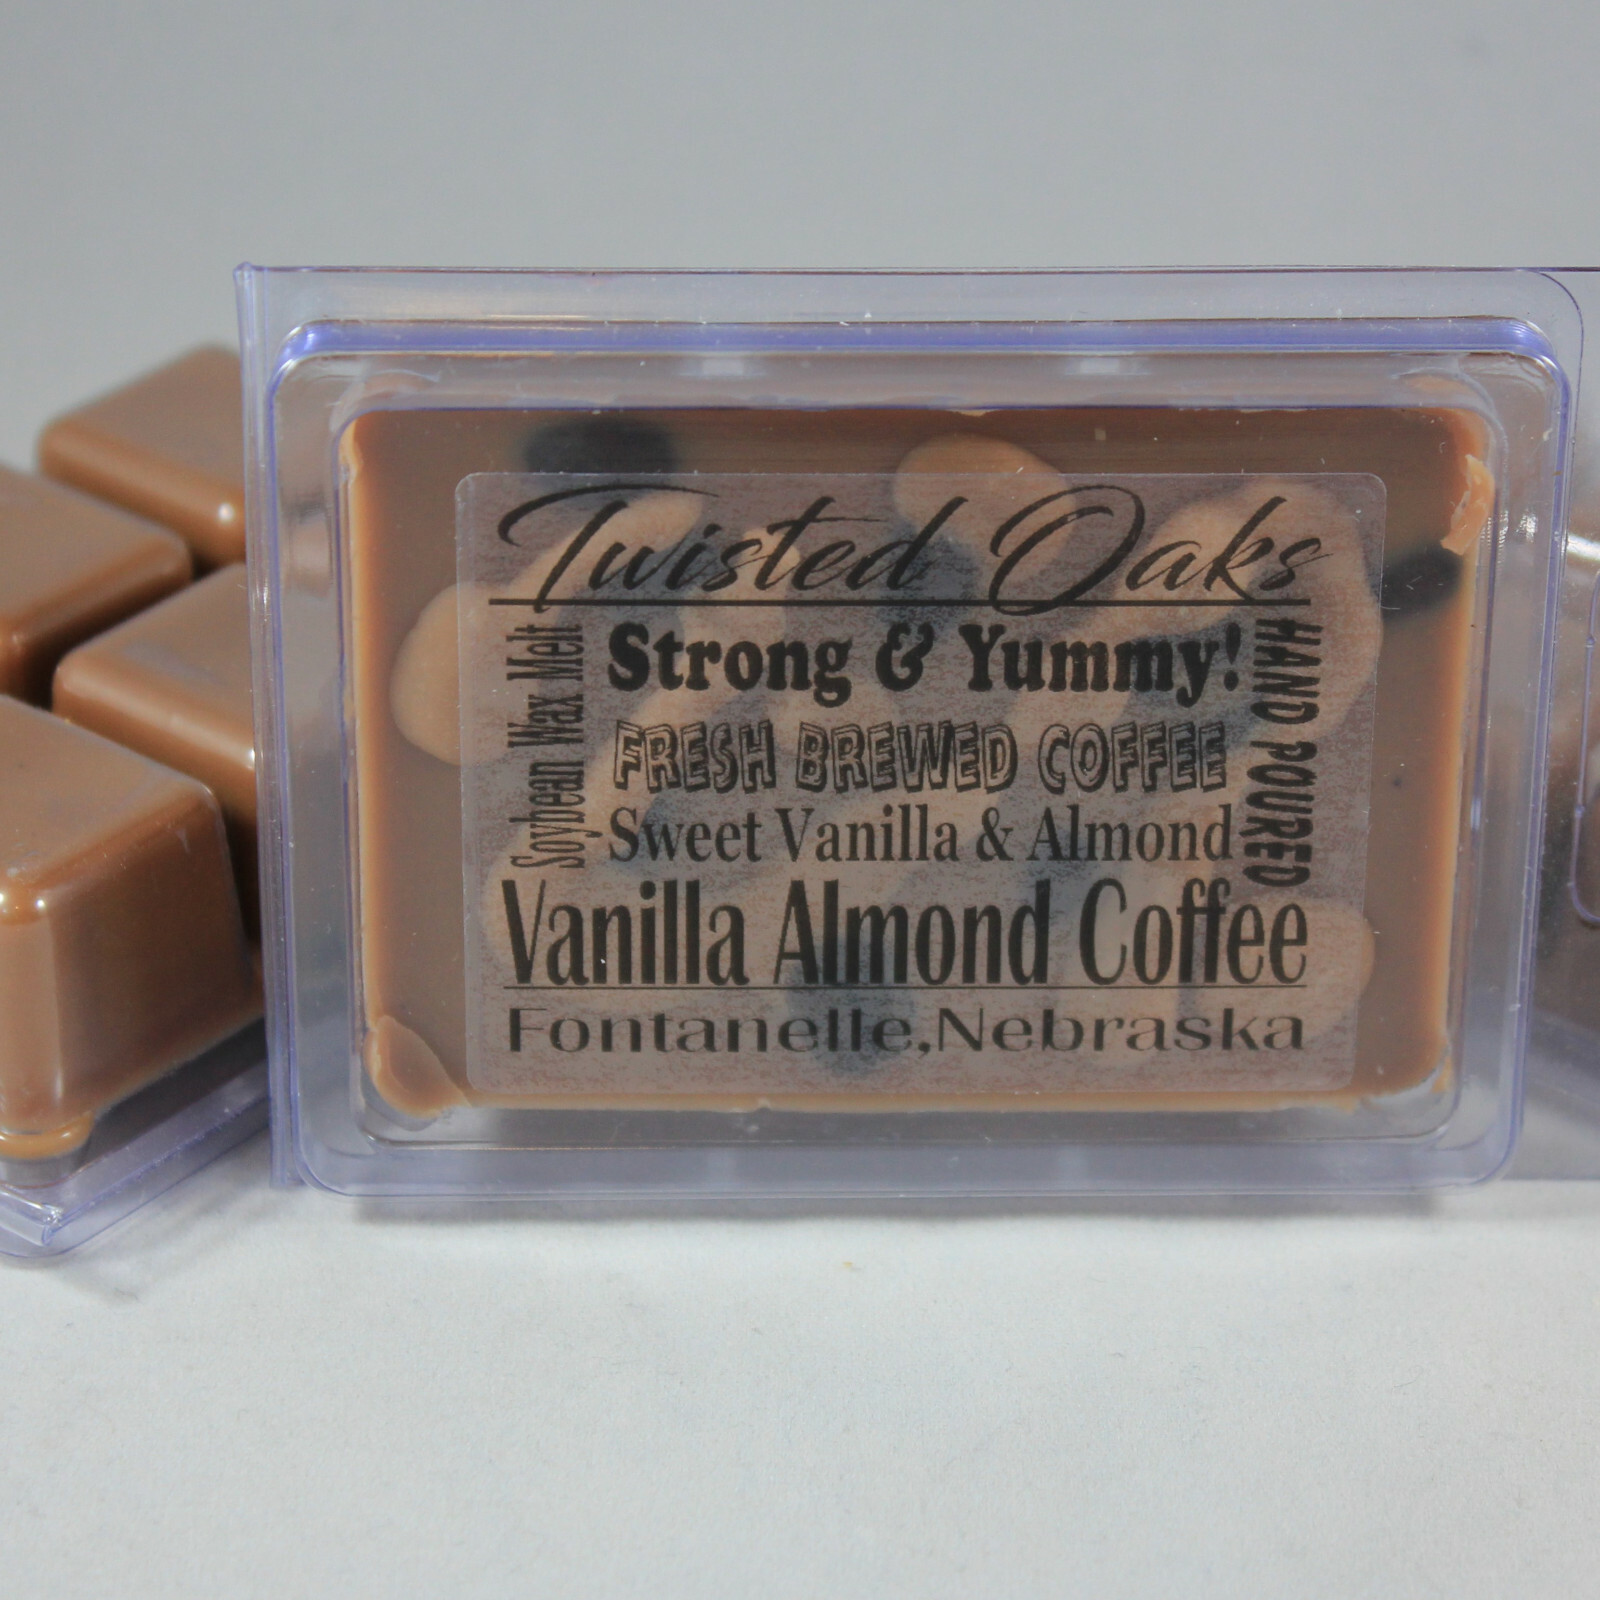 Twisted Oaks
Soybean Wax Melt
Strong & Yummy!
FRESH BREWED COFFEE
Sweet Vanilla & Almond
HAND POURED
Vanilla Almond Coffee
Fontanelle,Nebraska